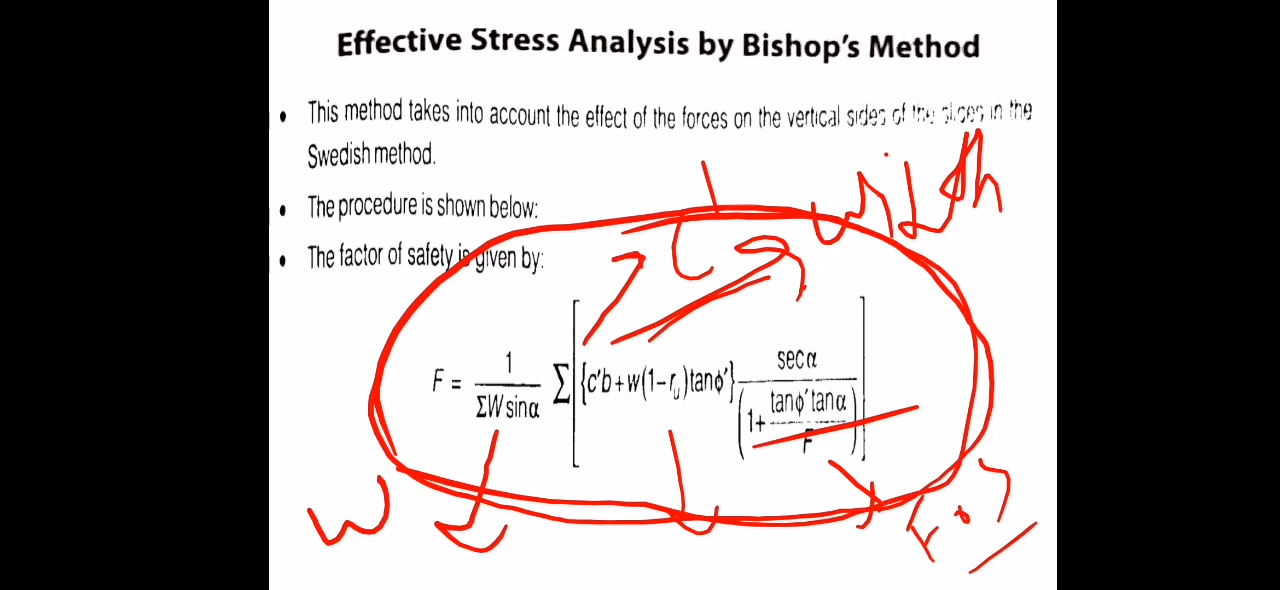 Effective Stress Analysis by Bishop's Method
• This method takes into account the effect of the forces on the vertical sides of the slices in the
Swedish method.
• The procedure is shown below:
• The factor of safety is given by:
width
F = 1/ΣW sinα Σ[{c'b+w(1−r_u)tanϕ'} secα/(1+ tanϕ' tanα/F)]
W